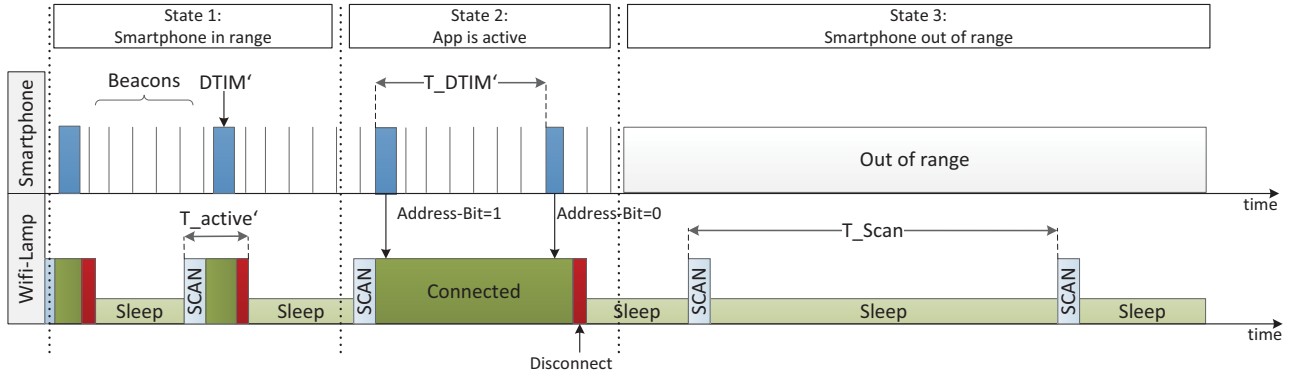 State 1:
Smartphone in range
State 2:
App is active
State 3:
Smartphone out of range
Smartphone
Beacons
DTIM‘
T_DTIM‘
Out of range
time
Wifi-Lamp
T_active‘
Address-Bit=1
Address-Bit=0
T_Scan
Sleep
SCAN
Sleep
SCAN
Connected
Sleep
SCAN
Sleep
SCAN
Sleep
time
Disconnect